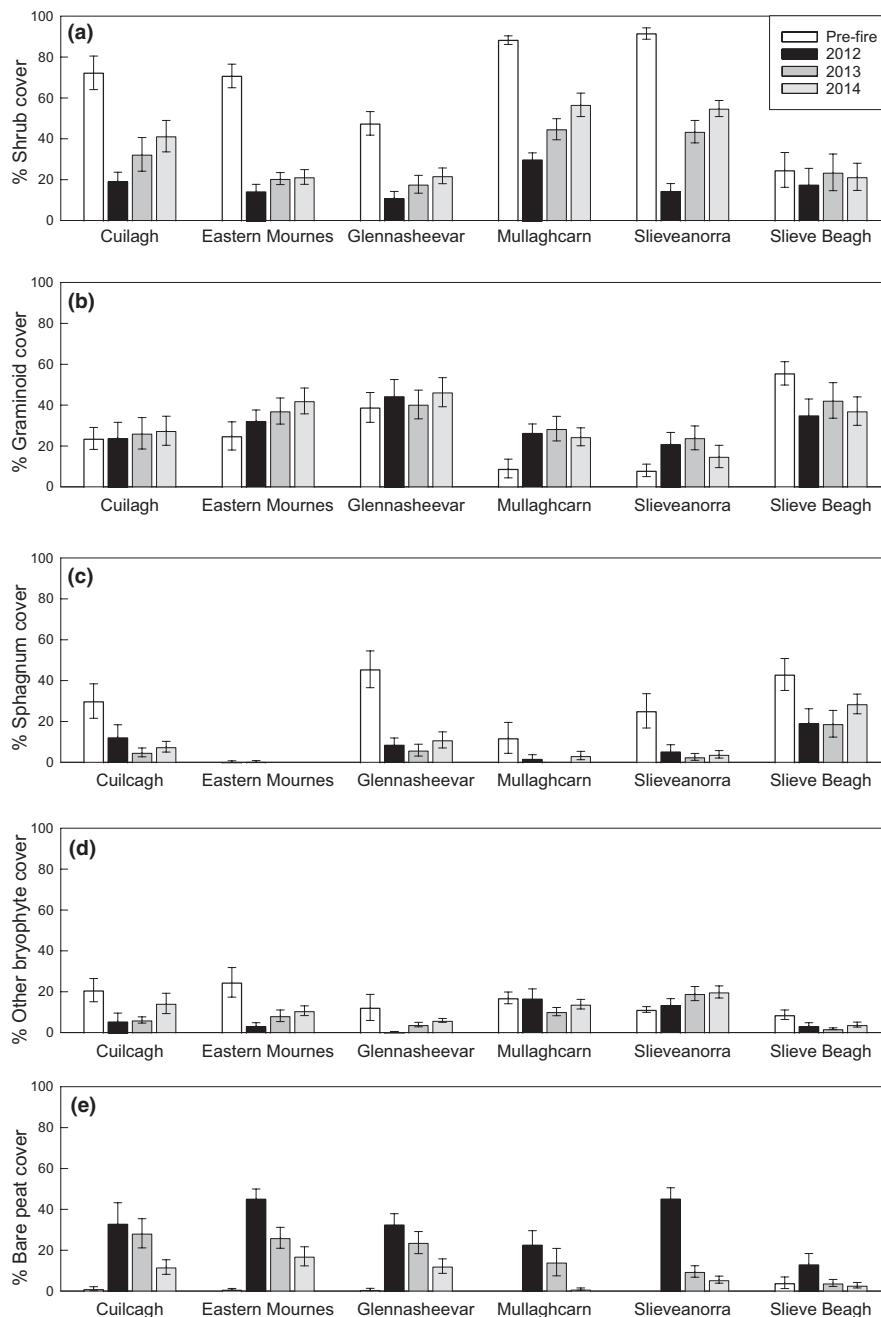 (a)
Pre-fire
2012
2013
2014
% Shrub cover
100
80
60
40
20
0
Cuilagh Eastern Mournes Glennasheevar Mullaghcarn Slieveanorra Slieve Beagh
(b)
% Graminoid cover
100
80
60
40
20
0
Cuilagh Eastern Mournes Glennasheevar Mullaghcarn Slieveanorra Slieve Beagh
(c)
% Sphagnum cover
100
80
60
40
20
0
Cuilcagh Eastern Mournes Glennasheevar Mullaghcarn Slieveanorra Slieve Beagh
(d)
% Other bryophyte cover
100
80
60
40
20
0
Cuilcagh Eastern Mournes Glennasheevar Mullaghcarn Slieveanorra Slieve Beagh
(e)
% Bare peat cover
100
80
60
40
20
0
Cuilcagh Eastern Mournes Glennasheevar Mullaghcarn Slieveanorra Slieve Beagh